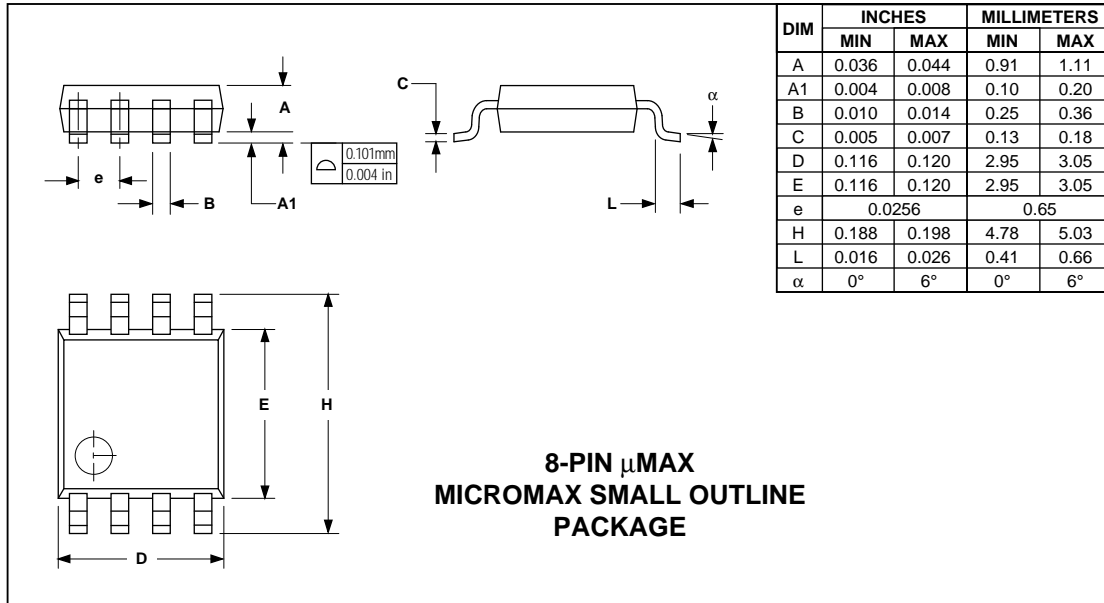 DIM INCHES MILLIMETERS
MIN MAX MIN MAX
A 0.036 0.044 0.91 1.11
A1 0.004 0.008 0.10 0.20
B 0.010 0.014 0.25 0.36
C 0.005 0.007 0.13 0.18
D 0.116 0.120 2.95 3.05
E 0.116 0.120 2.95 3.05
e 0.0256 0.65
H 0.188 0.198 4.78 5.03
L 0.016 0.026 0.41 0.66
α 0° 6° 0° 6°
A
C
α
0.101mm
0.004 in
e
B
A1
L
E
H
D
8-PIN μMAX
MICROMAX SMALL OUTLINE
PACKAGE